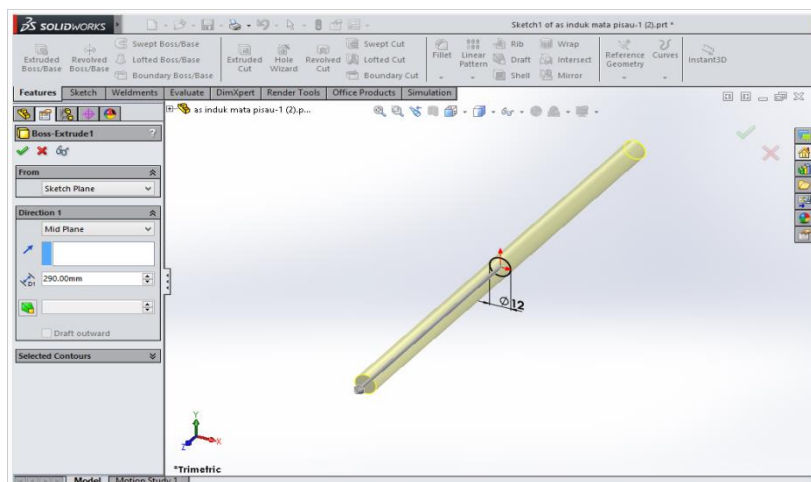 SOLIDWORKS
Sketch1 of as induk mata pisau-1 (2).prt *
Extruded Boss/Base
Revolved Boss/Base
Swept Boss/Base
Lofted Boss/Base
Boundary Boss/Base
Extruded Cut
Hole Wizard
Revolved Cut
Swept Cut
Lofted Cut
Boundary Cut
Fillet
Linear Pattern
Rib
Draft
Shell
Wrap
Intersect
Mirror
Reference Geometry
Curves
Instant3D
Features Sketch Weldments Evaluate DimXpert Render Tools Office Products Simulation
as induk mata pisau-1 (2).p...
Boss-Extrude1 ?
From
Sketch Plane
Direction 1
Mid Plane
D1
290.00mm
Draft outward
Selected Contours
Ø12
Y
X
Z
*Trimetric
Model Motion Study 1